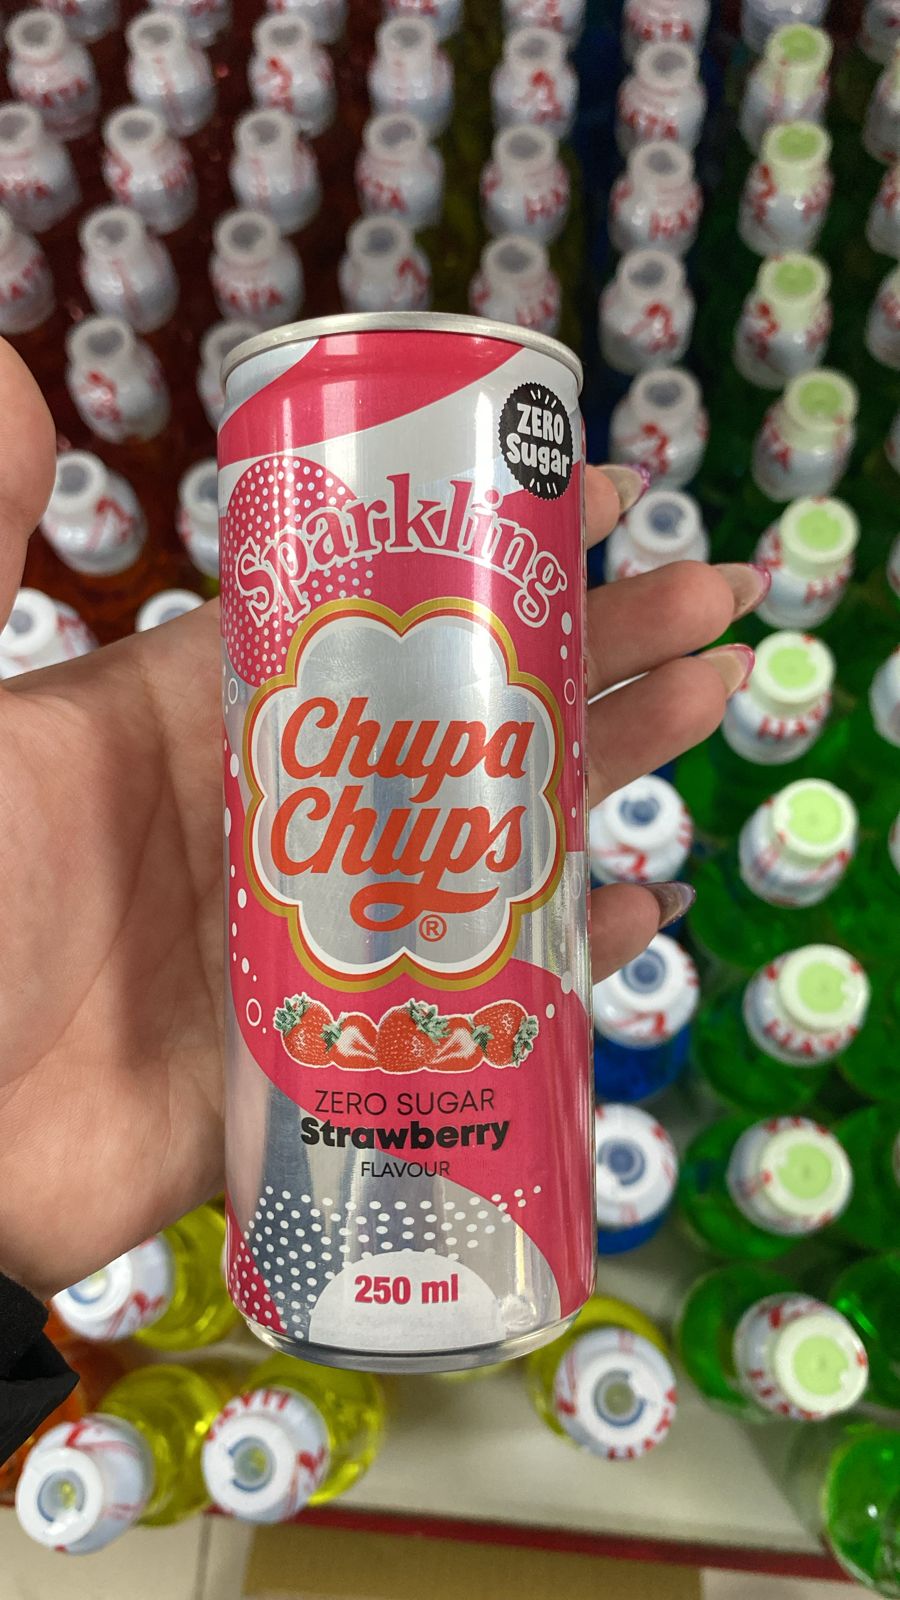 ZERO
Sugar
Sparkling
Chupa
Chups
®
ZERO SUGAR
Strawberry
FLAVOUR
250 ml